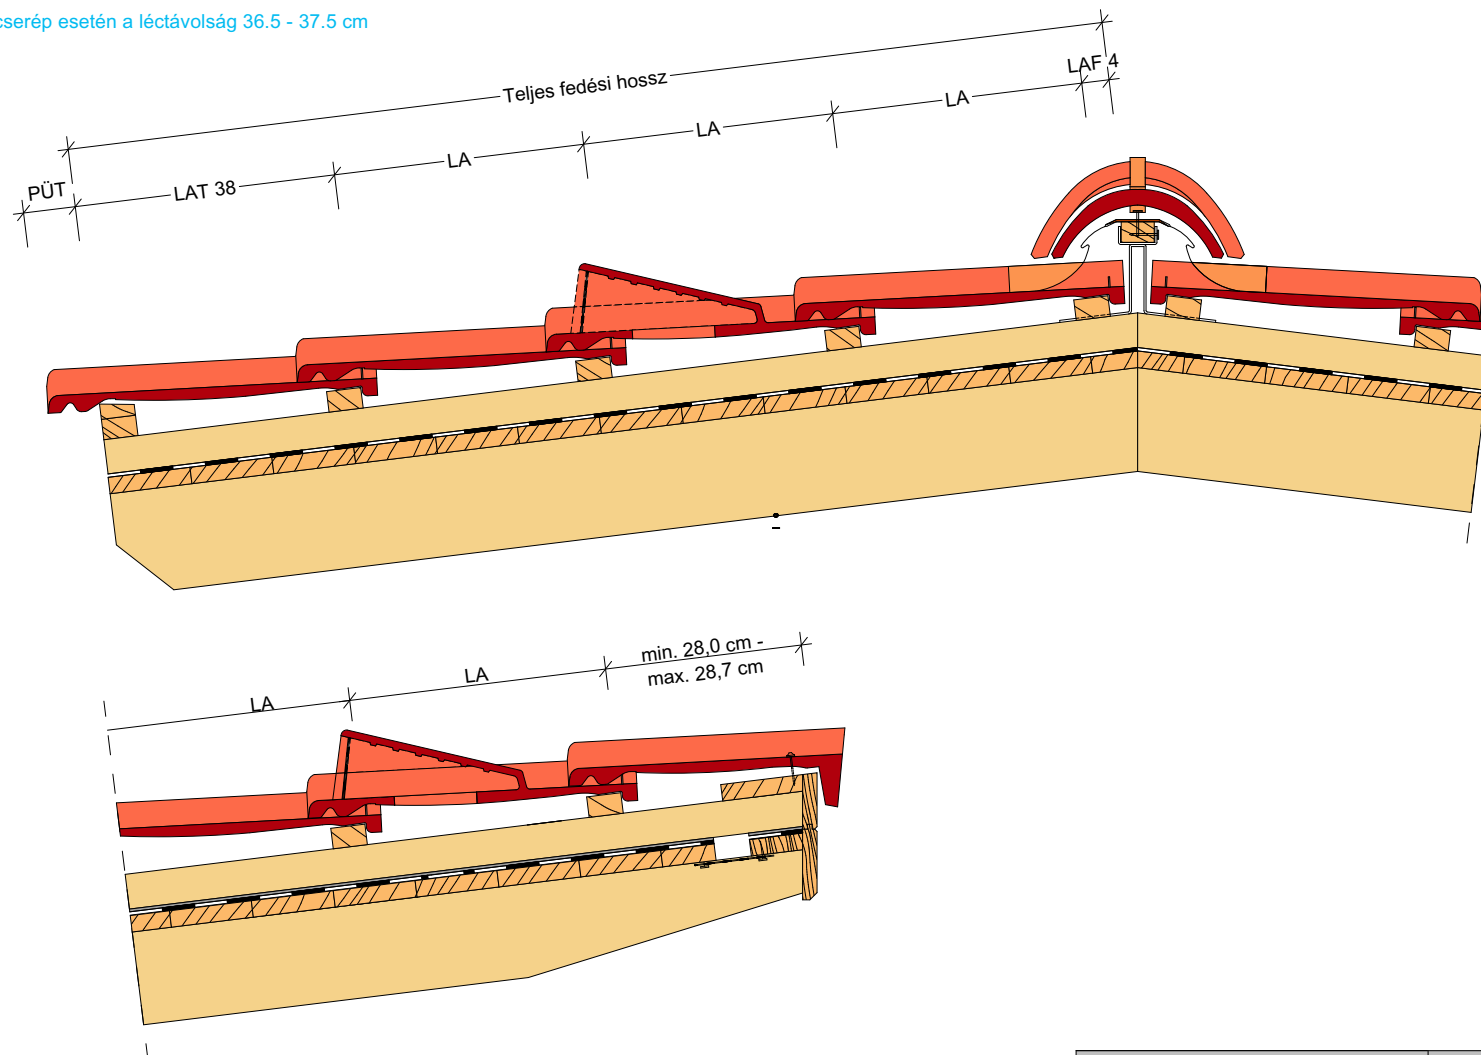 cserép esetén a léctávolság 36.5 - 37.5 cm
Teljes fedési hossz
LAF 4
LA
LA
LA
LAT 38
PÜT
min. 28,0 cm -
max. 28,7 cm
LA
LA